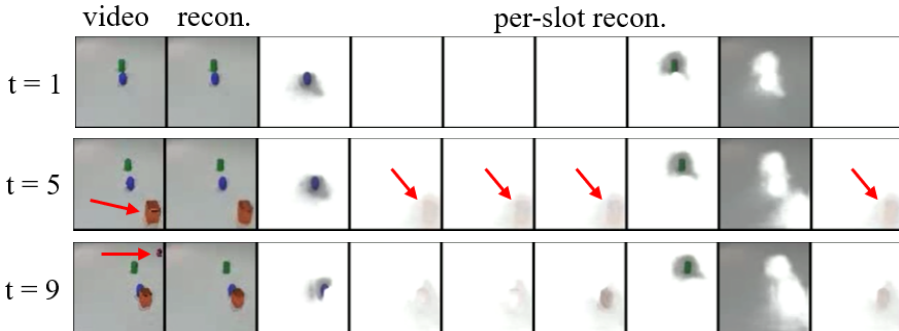 video recon. per-slot recon.
t = 1
t = 5
t = 9